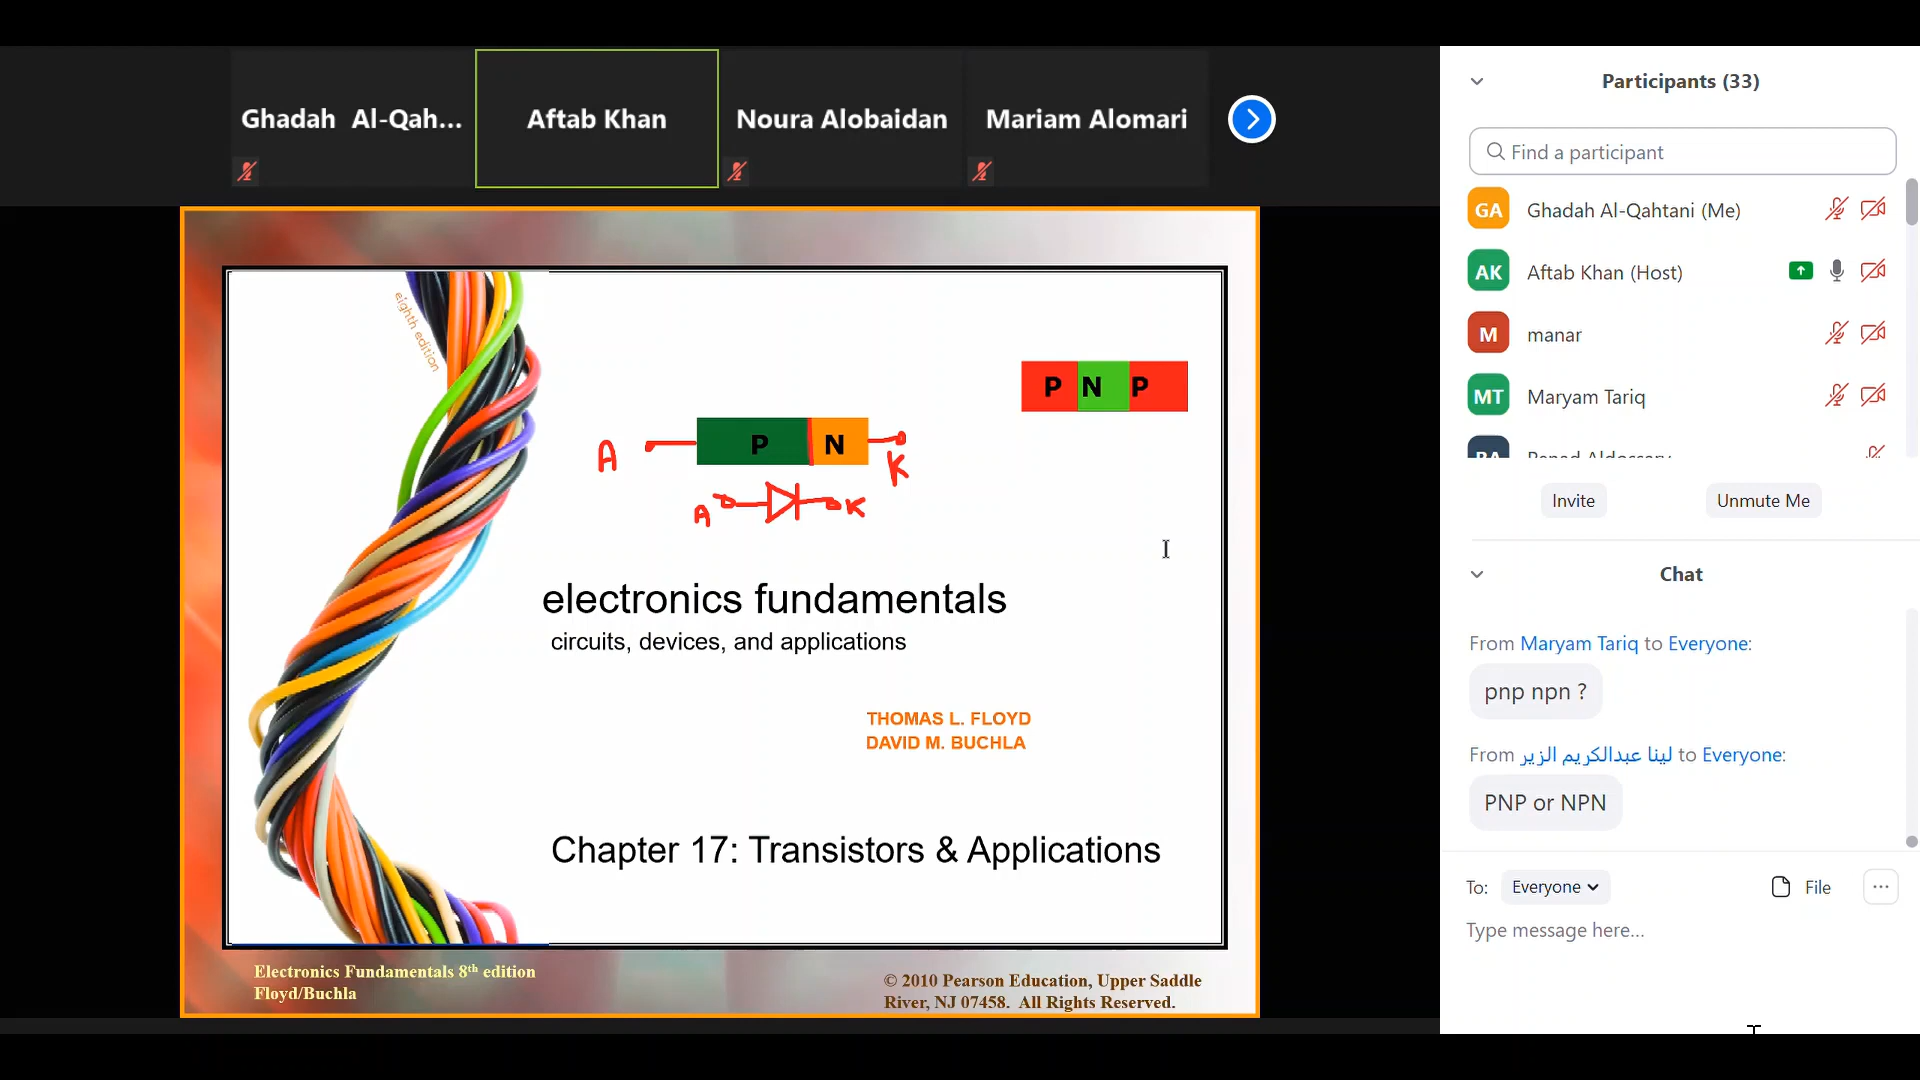 Ghadah Al-Qah...
Aftab Khan
Noura Alobaidan
Mariam Alomari
eighth edition
P N P
A P N K
A K
electronics fundamentals
circuits, devices, and applications
THOMAS L. FLOYD
DAVID M. BUCHLA
Chapter 17: Transistors & Applications
Electronics Fundamentals 8th edition
Floyd/Buchla
© 2010 Pearson Education, Upper Saddle
River, NJ 07458. All Rights Reserved.
Participants (33)
Find a participant
GA Ghadah Al-Qahtani (Me)
AK Aftab Khan (Host)
M manar
MT Maryam Tariq
Invite Unmute Me
Chat
From Maryam Tariq to Everyone:
pnp npn ?
From لينا عبدالكريم الزير to Everyone:
PNP or NPN
To: Everyone File
Type message here...